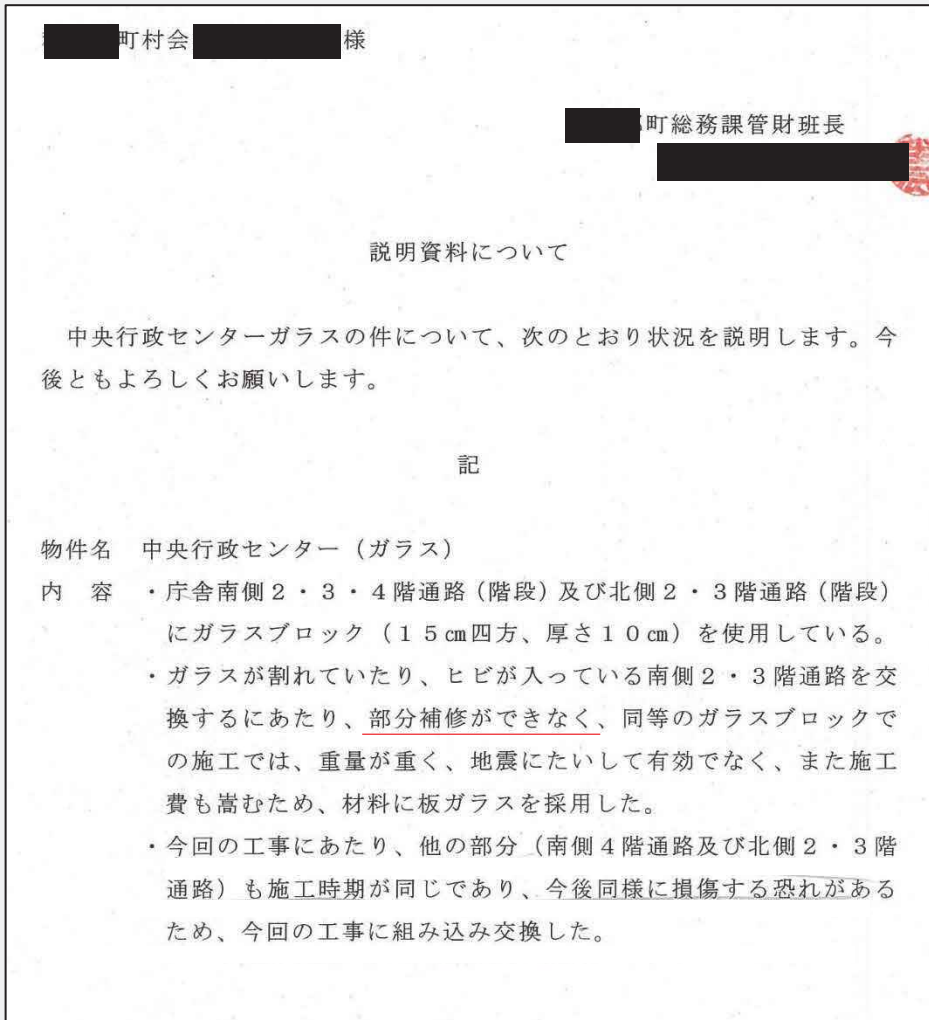 町村会 様
町総務課管財班長
説明資料について
中央行政センターガラスの件について、次のとおり状況を説明します。今
後ともよろしくお願いします。
記
物件名 中央行政センター（ガラス）
内 容 ・庁舎南側２・３・４階通路（階段）及び北側２・３階通路（階段）
にガラスブロック（１５㎝四方、厚さ１０㎝）を使用している。
・ガラスが割れていたり、ヒビが入っている南側２・３階通路を交
換するにあたり、部分補修ができなく、同等のガラスブロックで
の施工では、重量が重く、地震にたいして有効でなく、また施工
費も嵩むため、材料に板ガラスを採用した。
・今回の工事にあたり、他の部分（南側４階通路及び北側２・３階
通路）も施工時期が同じであり、今後同様に損傷する恐れがある
ため、今回の工事に組み込み交換した。